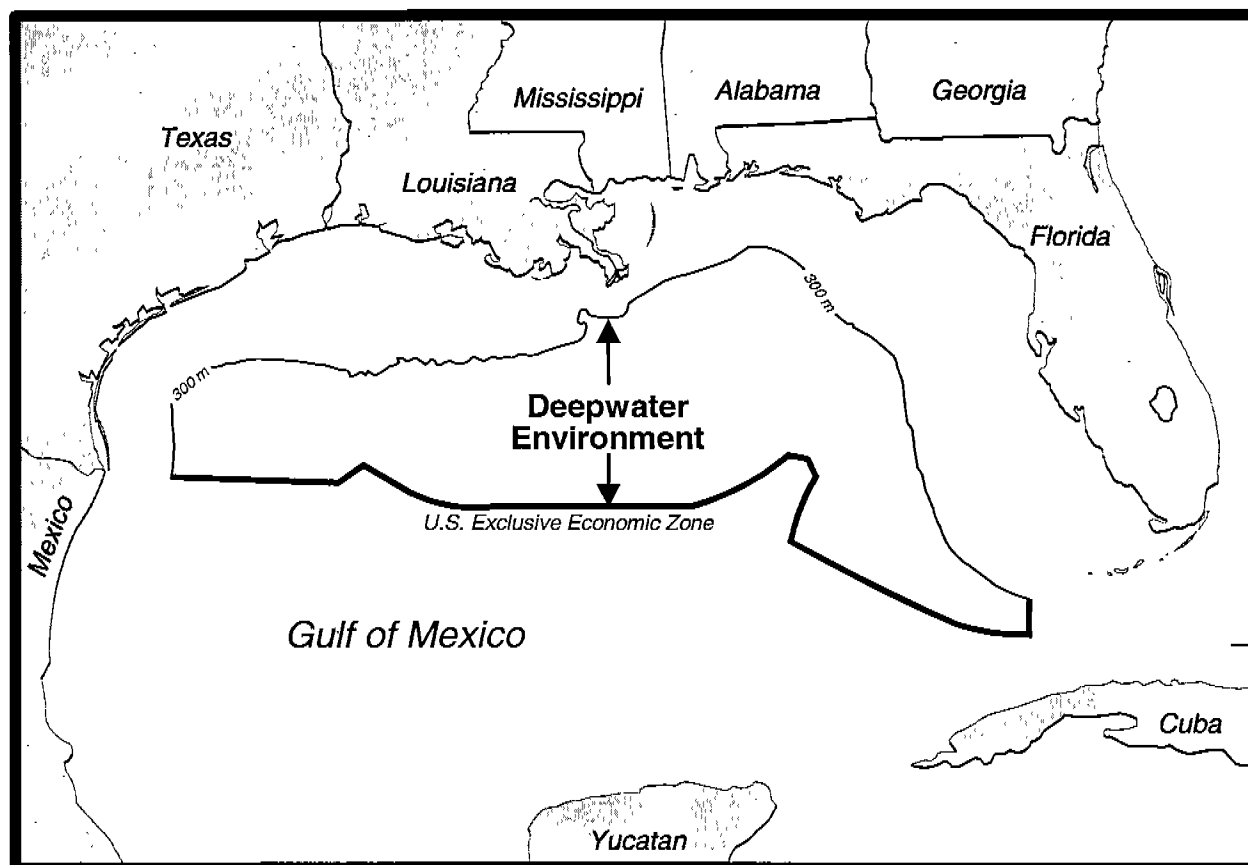 Mississippi
Alabama
Georgia
Texas
Louisiana
Florida
300 m
300 m
Deepwater
Environment
U.S. Exclusive Economic Zone
Mexico
Gulf of Mexico
Cuba
Yucatan